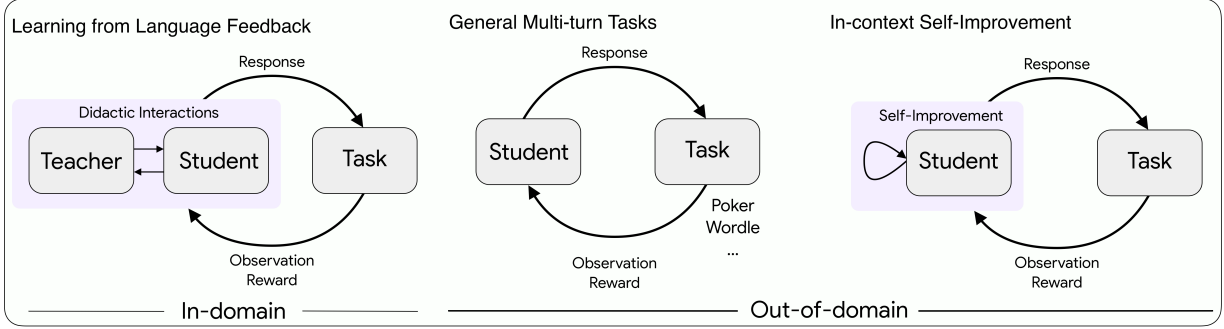 Learning from Language Feedback
Response
Didactic Interactions
Teacher
Student
Task
Observation
Reward
General Multi-turn Tasks
Response
Student
Task
Poker
Wordle
...
Observation
Reward
In-context Self-Improvement
Response
Self-Improvement
Student
Task
Observation
Reward
In-domain
Out-of-domain